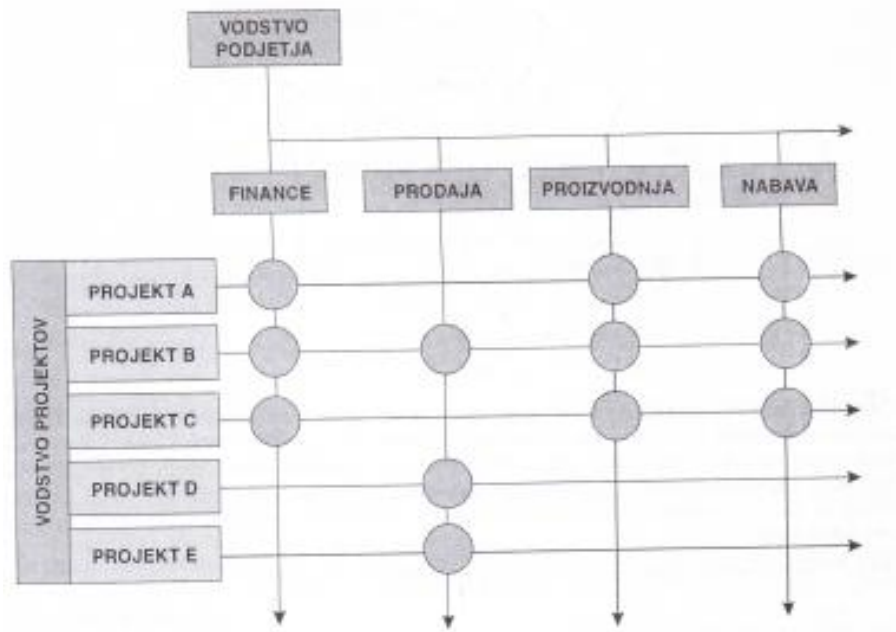 VODSTVO
PODJETJA
FINANCE
PRODAJA
PROIZVODNJA
NABAVA
VODSTVO PROJEKTOV
PROJEKT A
PROJEKT B
PROJEKT C
PROJEKT D
PROJEKT E